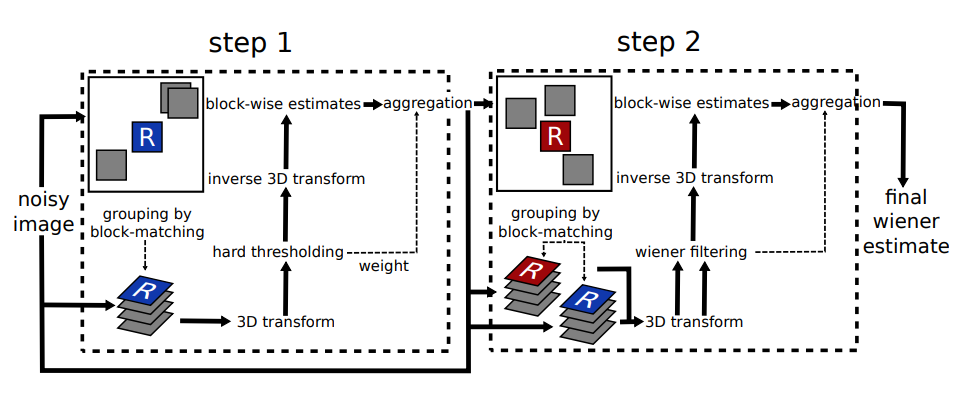 step 1
step 2
block-wise estimates
aggregation
R
inverse 3D transform
noisy
image
grouping by
block-matching
hard thresholding
weight
R
3D transform
block-wise estimates
aggregation
R
inverse 3D transform
grouping by
block-matching
wiener filtering
R
R
3D transform
final
wiener
estimate